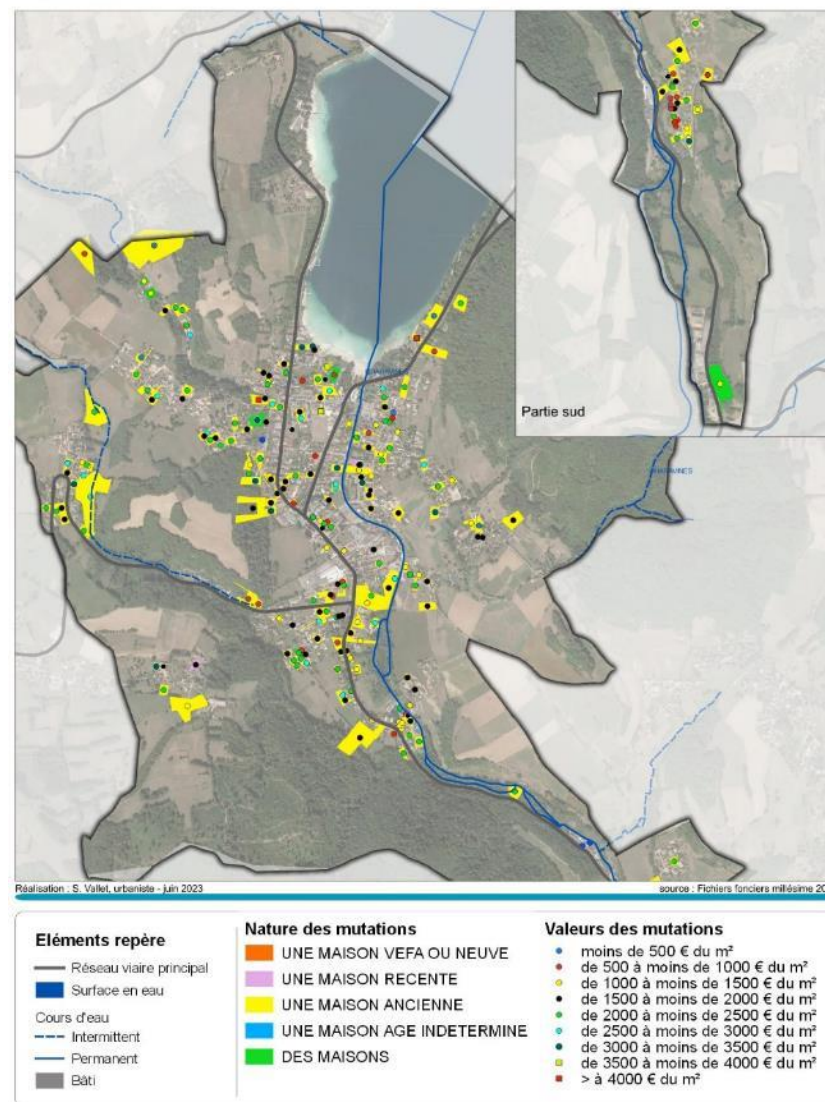 Partie sud
Réalisation : S. Vallet, urbaniste - juin 2023
source : Fichiers fonciers millésime 20
Eléments repère
Réseau viaire principal
Surface en eau
Cours d'eau
Intermittent
Permanent
Bâti
Nature des mutations
UNE MAISON VEFA OU NEUVE
UNE MAISON RECENTE
UNE MAISON ANCIENNE
UNE MAISON AGE INDETERMINE
DES MAISONS
Valeurs des mutations
moins de 500 € du m²
de 500 à moins de 1000 € du m²
de 1000 à moins de 1500 € du m²
de 1500 à moins de 2000 € du m²
de 2000 à moins de 2500 € du m²
de 2500 à moins de 3000 € du m²
de 3000 à moins de 3500 € du m²
de 3500 à moins de 4000 € du m²
> à 4000 € du m²